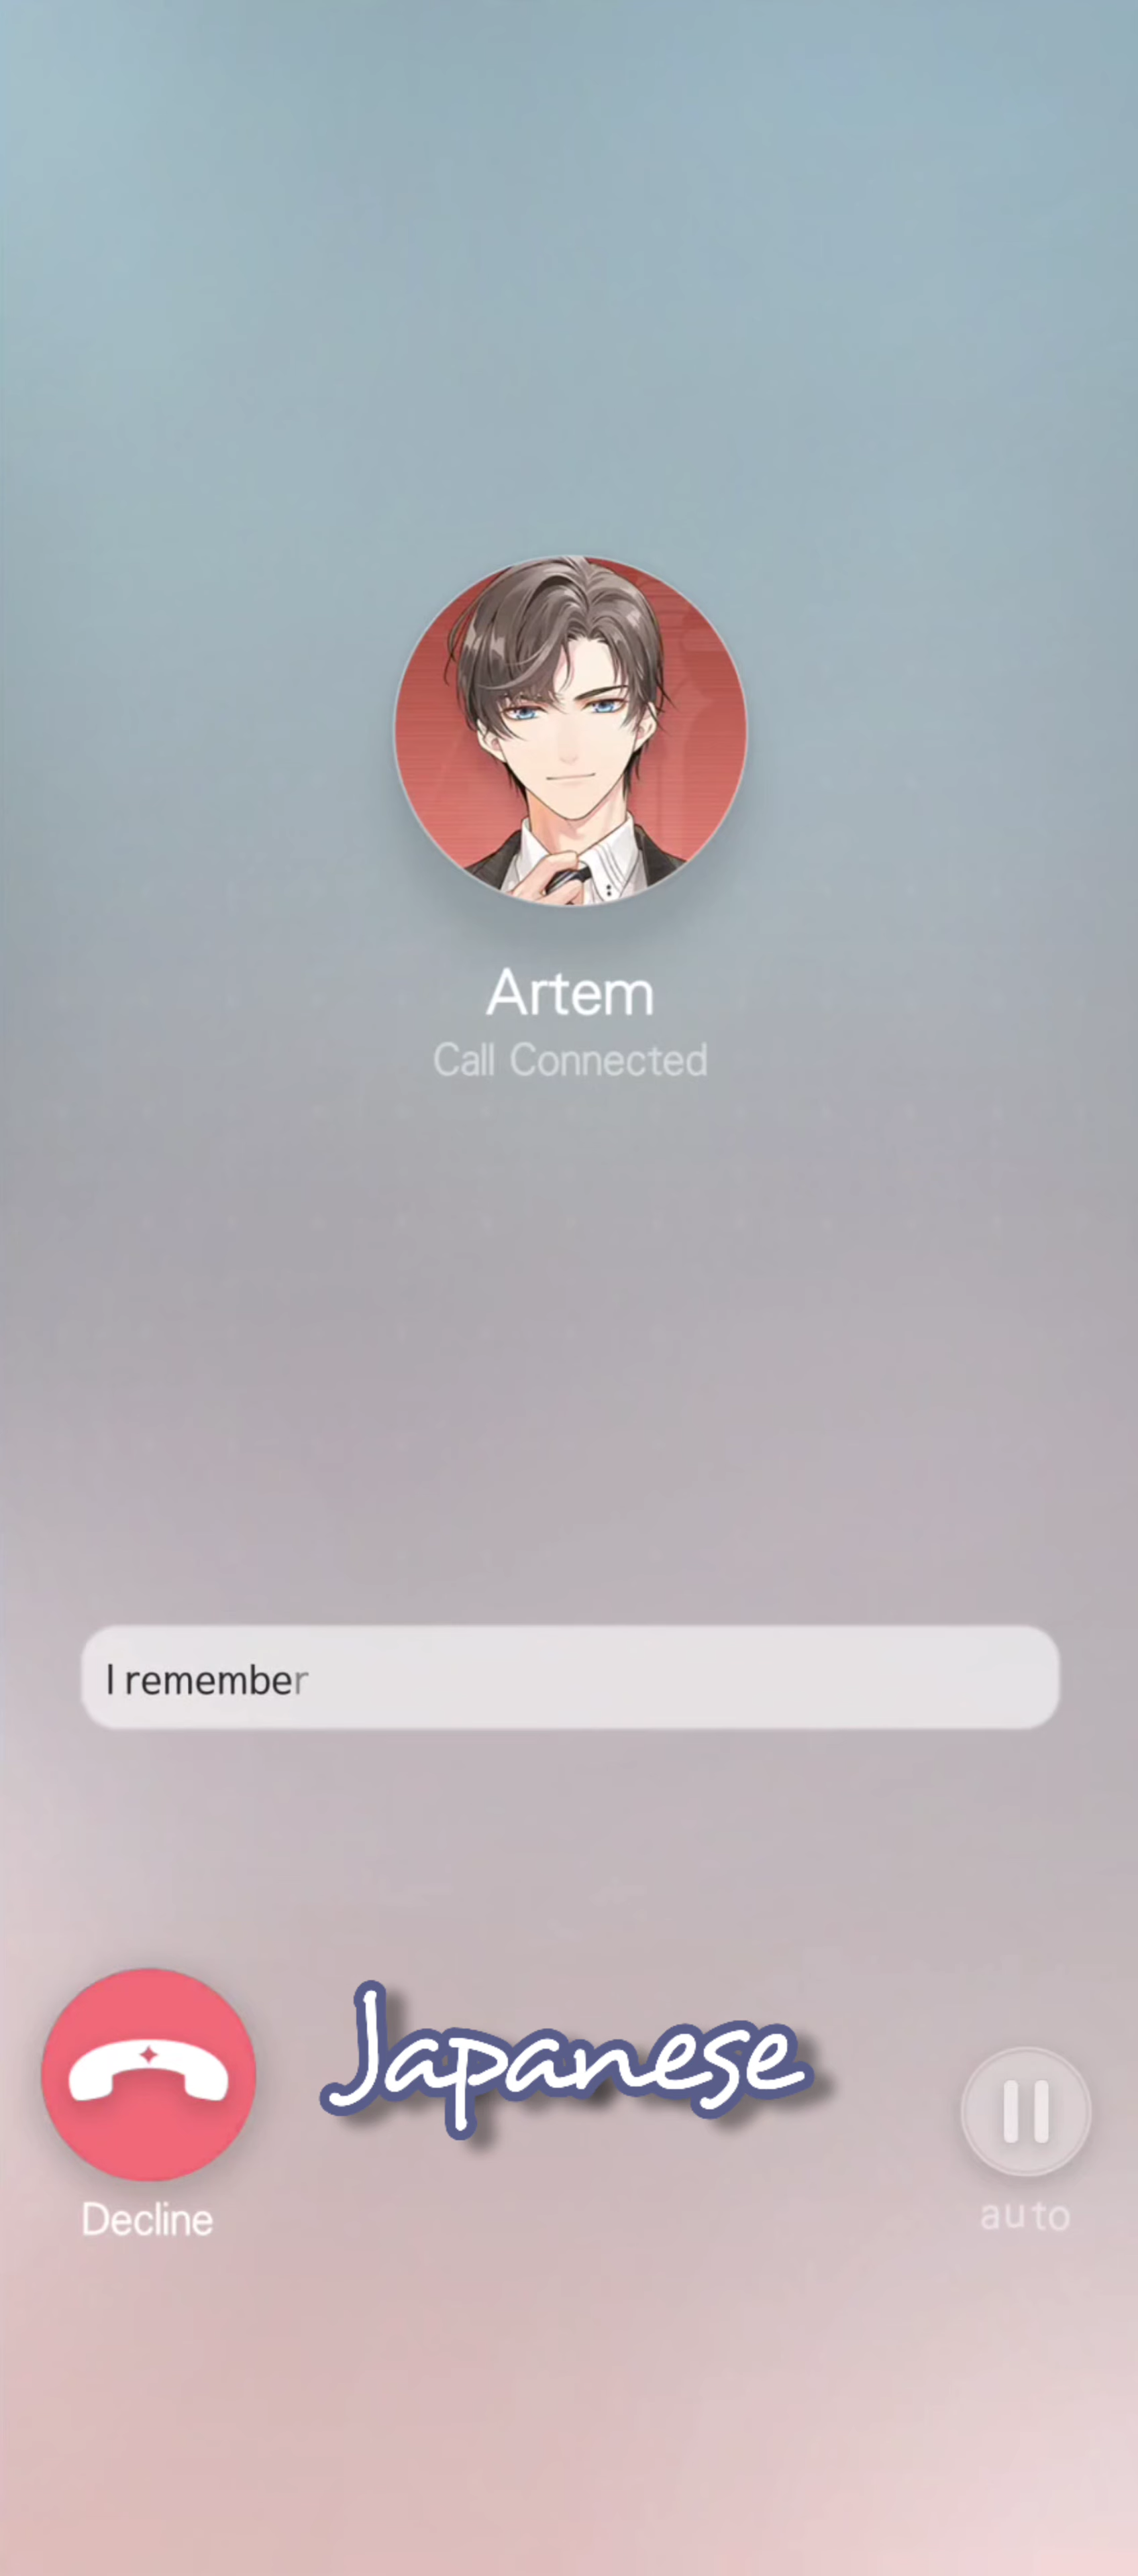 Artem
Call Connected
I remember
Japanese
Decline
auto